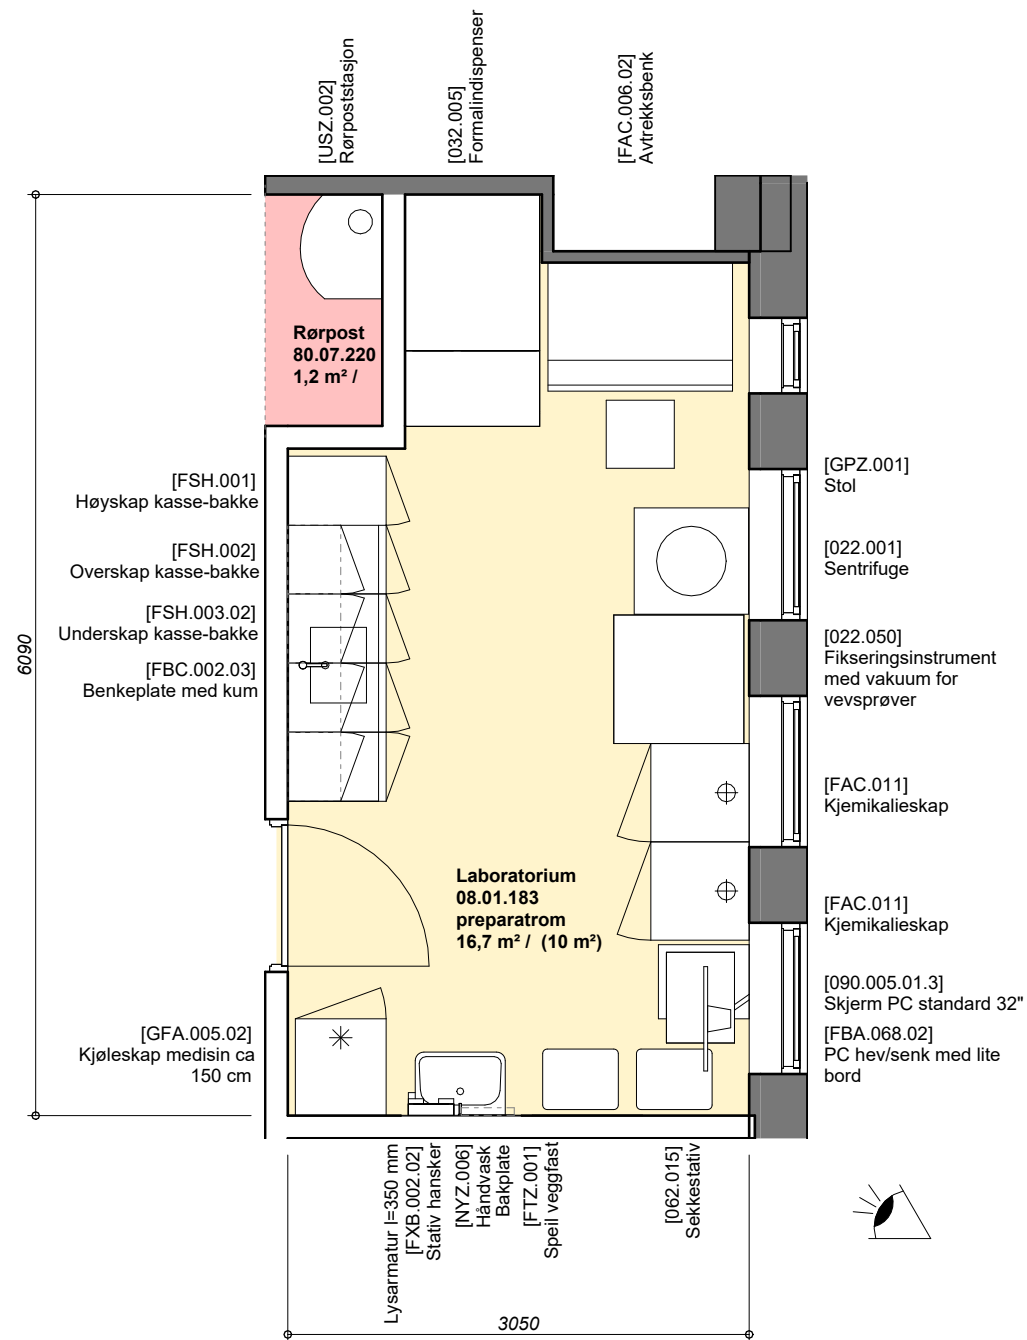 [USZ.002]
Rørpoststasjon
[032.005]
Formalindispenser
[FAC.006.02]
Avtrekksbenk
Rørpost
80.07.220
1,2 m² /
[FSH.001]
Høyskap kasse-bakke
[FSH.002]
Overskap kasse-bakke
[FSH.003.02]
Underskap kasse-bakke
[FBC.002.03]
Benkeplate med kum
6090
[GPZ.001]
Stol
[022.001]
Sentrifuge
[022.050]
Fikseringsinstrument
med vakuum for
vevsprøver
[FAC.011]
Kjemikalieskap
Laboratorium
08.01.183
preparatrom
16,7 m² / (10 m²)
[FAC.011]
Kjemikalieskap
[090.005.01.3]
Skjerm PC standard 32"
[FBA.068.02]
PC hev/senk med lite
bord
[GFA.005.02]
Kjøleskap medisin ca
150 cm
Lysarmatur l=350 mm
[FXB.002.02]
Stativ hansker
[NYZ.006]
Håndvask
Bakplate
[FTZ.001]
Speil veggfast
[062.015]
Sekkestativ
3050